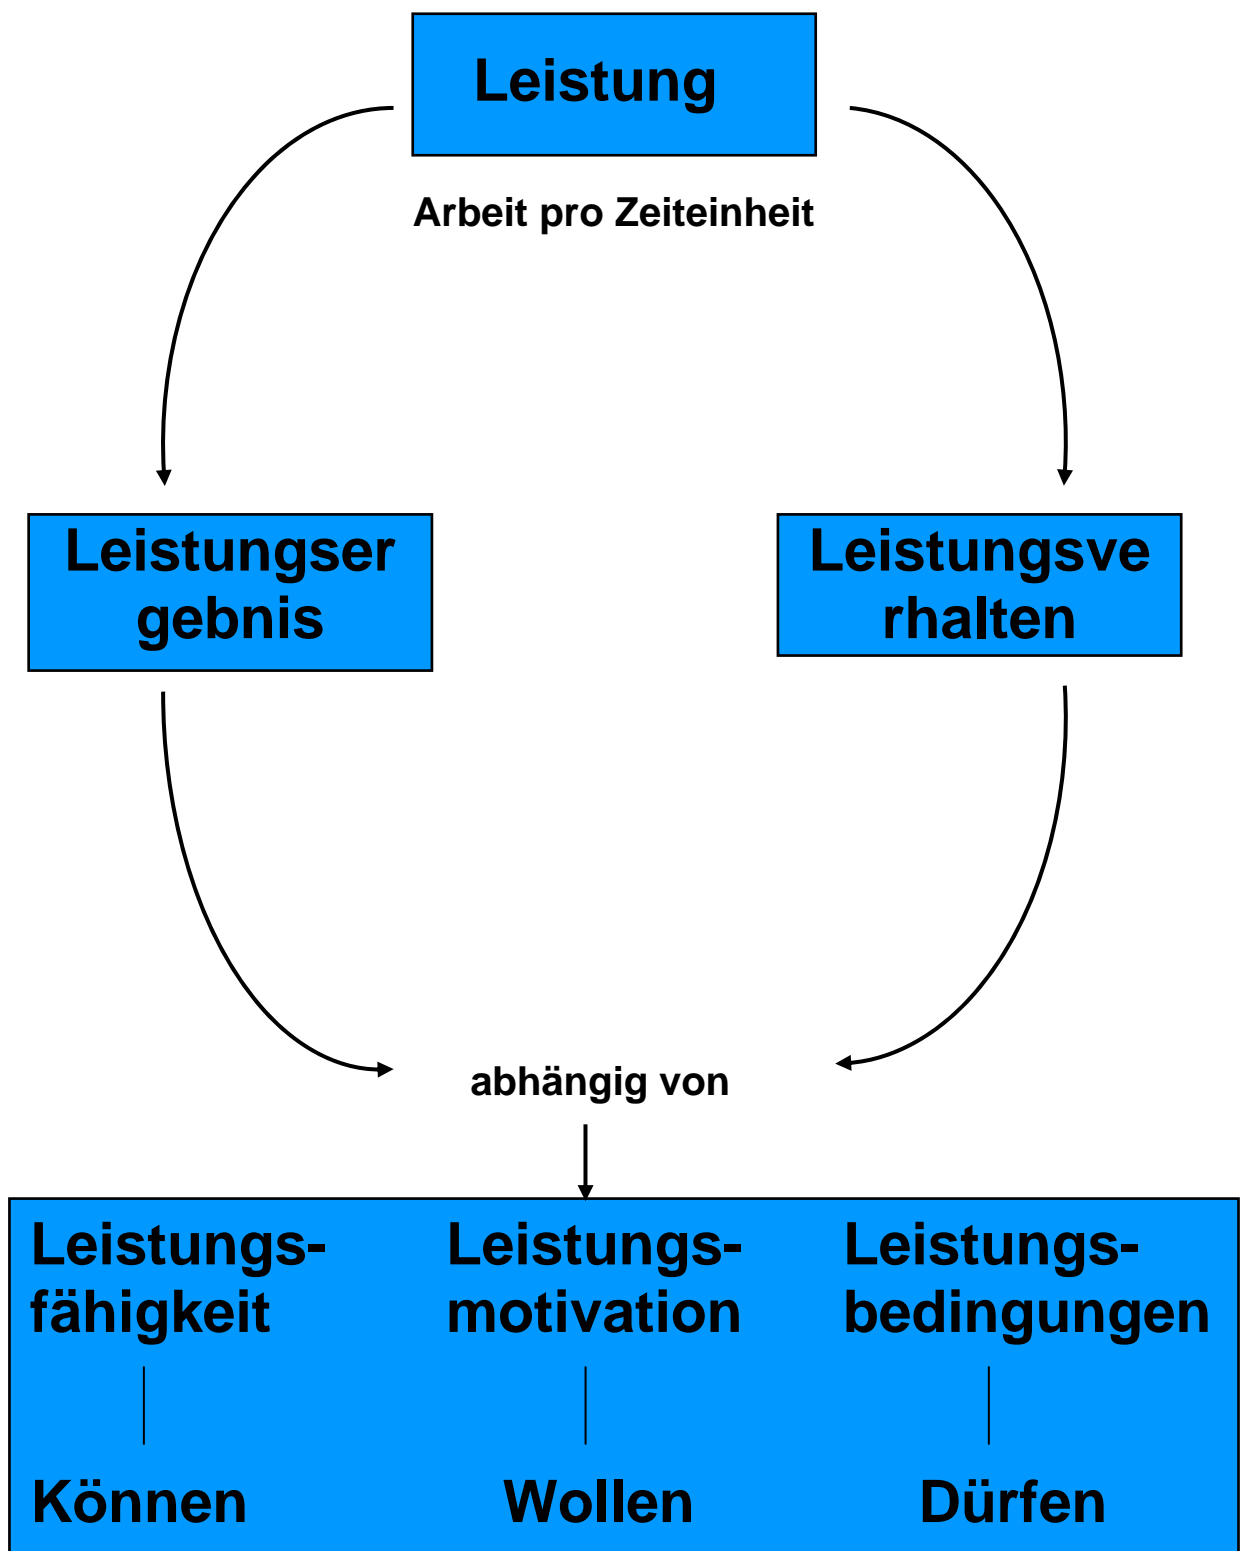 Leistung
Arbeit pro Zeiteinheit
Leistungser
gebnis
Leistungsve
rhalten
abhängig von
Leistungs-
fähigkeit
Leistungs-
motivation
Leistungs-
bedingungen
Können
Wollen
Dürfen